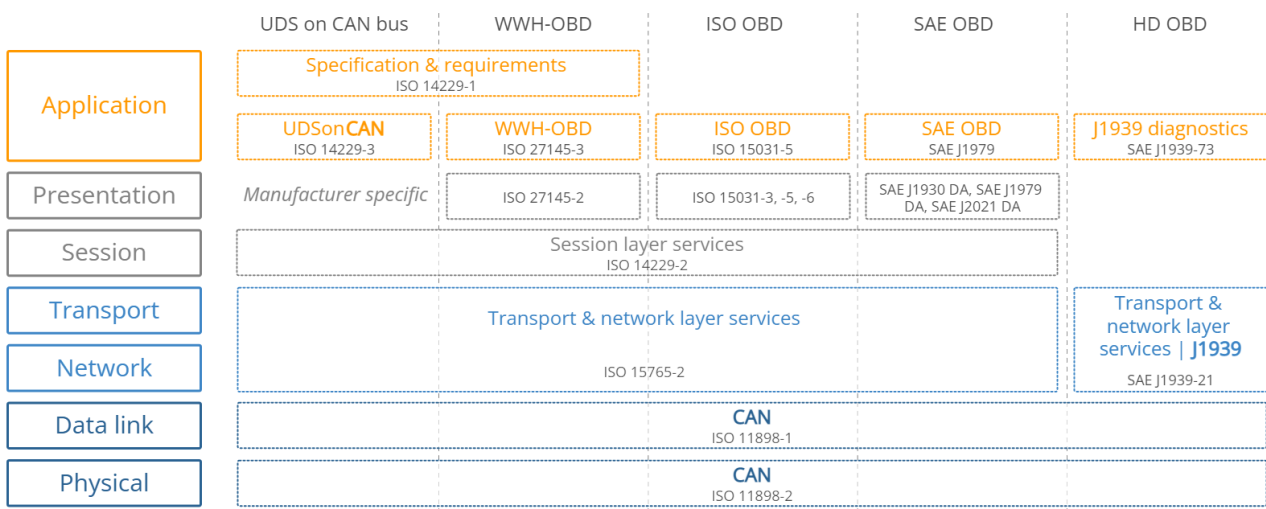 UDS on CAN bus
WWH-OBD
ISO OBD
SAE OBD
HD OBD
Application
Specification & requirements
ISO 14229-1
UDSonCAN
ISO 14229-3
WWH-OBD
ISO 27145-3
ISO OBD
ISO 15031-5
SAE OBD
SAE J1979
J1939 diagnostics
SAE J1939-73
Presentation
Manufacturer specific
ISO 27145-2
ISO 15031-3, -5, -6
SAE J1930 DA, SAE J1979
DA, SAE J2021 DA
Session
Session layer services
ISO 14229-2
Transport
Network
Transport & network layer services
ISO 15765-2
Transport &
network layer
services | J1939
SAE J1939-21
Data link
CAN
ISO 11898-1
Physical
CAN
ISO 11898-2